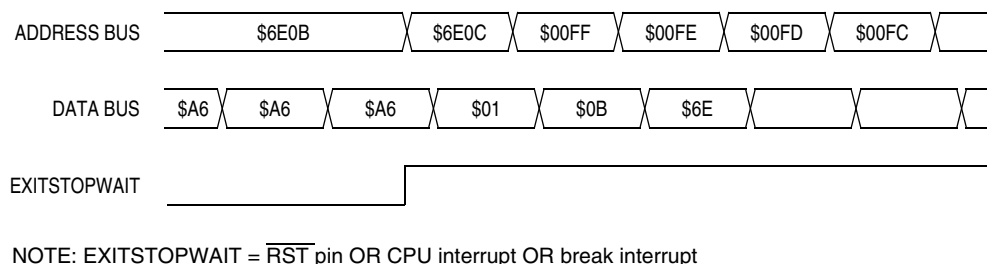 ADDRESS BUS $6E0B $6E0C $00FF $00FE $00FD $00FC
DATA BUS $A6 $A6 $A6 $01 $0B $6E
EXITSTOPWAIT
NOTE: EXITSTOPWAIT = RST pin OR CPU interrupt OR break interrupt